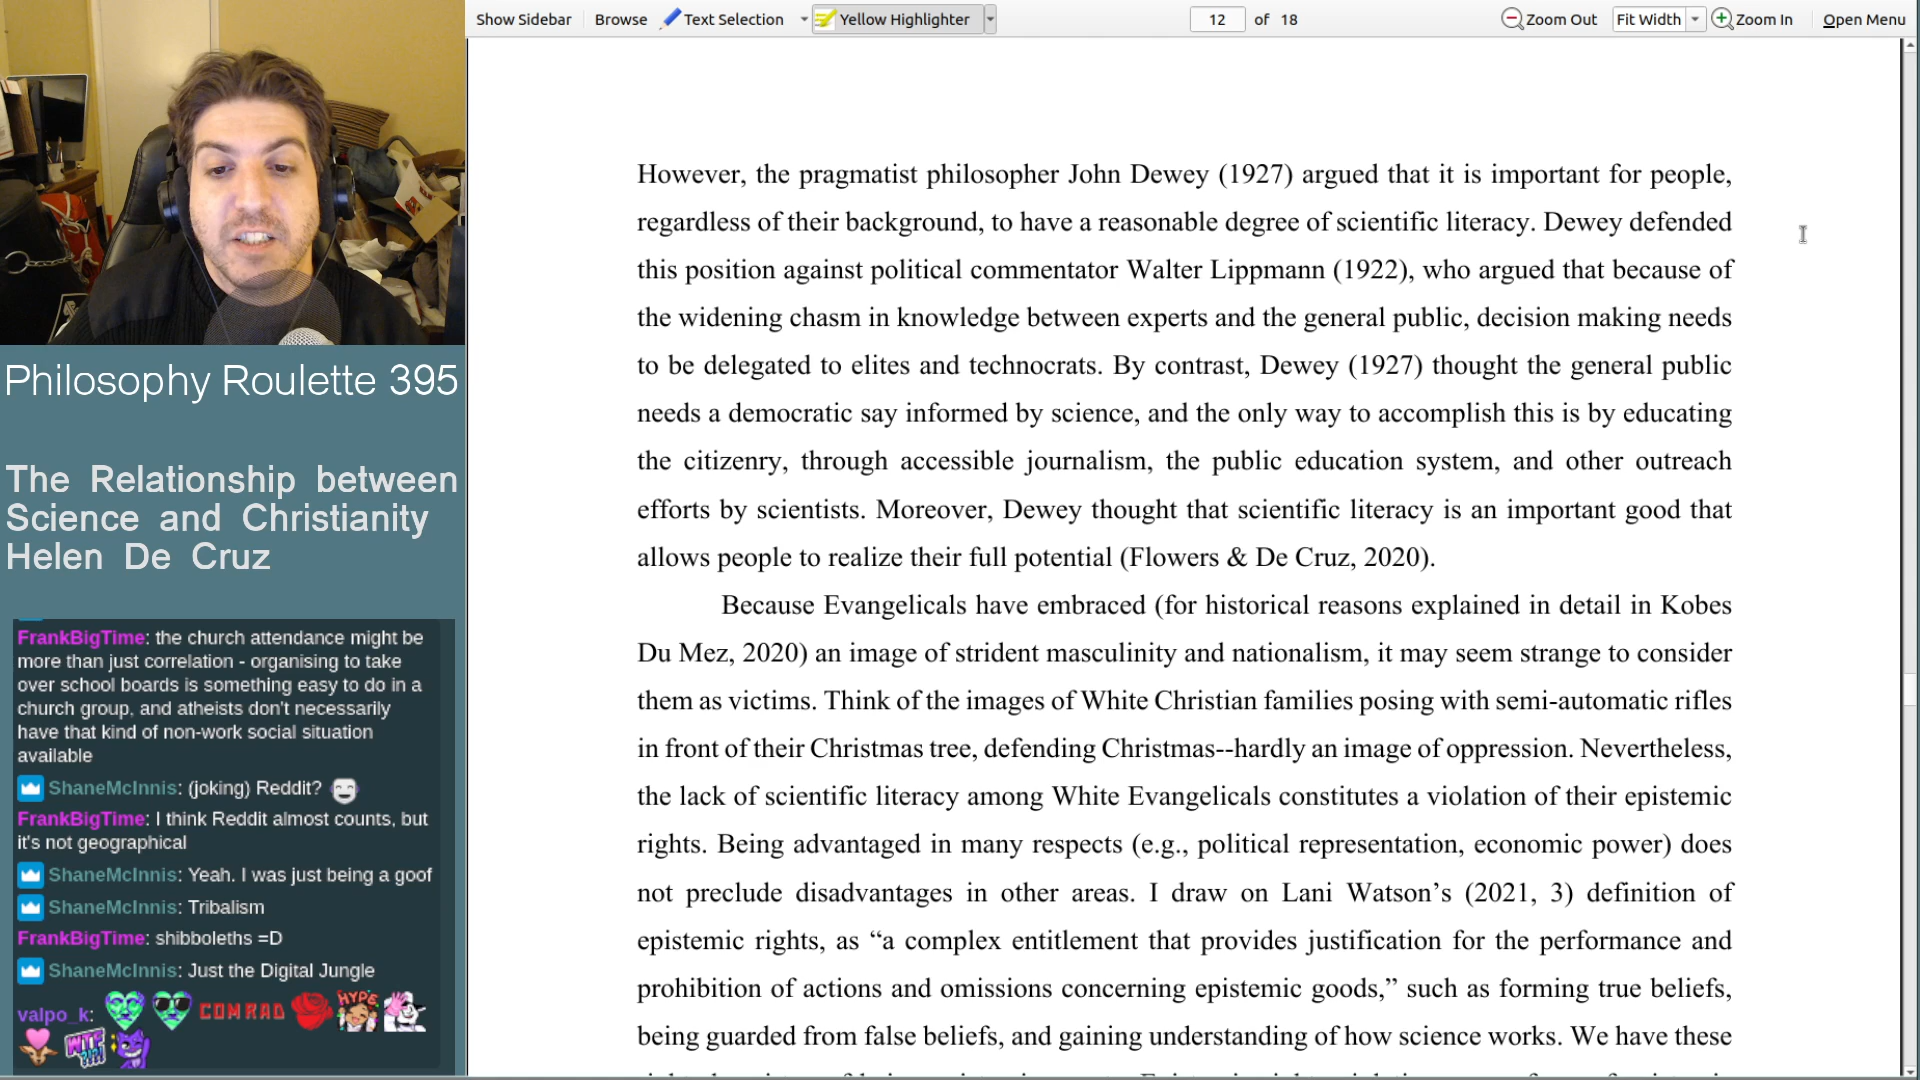 Show Sidebar Browse Text Selection Yellow Highlighter 12 of 18 Zoom Out Fit Width Zoom In Open Menu
However, the pragmatist philosopher John Dewey (1927) argued that it is important for people,
regardless of their background, to have a reasonable degree of scientific literacy. Dewey defended
this position against political commentator Walter Lippmann (1922), who argued that because of
the widening chasm in knowledge between experts and the general public, decision making needs
to be delegated to elites and technocrats. By contrast, Dewey (1927) thought the general public
needs a democratic say informed by science, and the only way to accomplish this is by educating
the citizenry, through accessible journalism, the public education system, and other outreach
efforts by scientists. Moreover, Dewey thought that scientific literacy is an important good that
allows people to realize their full potential (Flowers & De Cruz, 2020).
Because Evangelicals have embraced (for historical reasons explained in detail in Kobes
Du Mez, 2020) an image of strident masculinity and nationalism, it may seem strange to consider
them as victims. Think of the images of White Christian families posing with semi-automatic rifles
in front of their Christmas tree, defending Christmas--hardly an image of oppression. Nevertheless,
the lack of scientific literacy among White Evangelicals constitutes a violation of their epistemic
rights. Being advantaged in many respects (e.g., political representation, economic power) does
not preclude disadvantages in other areas. I draw on Lani Watson’s (2021, 3) definition of
epistemic rights, as “a complex entitlement that provides justification for the performance and
prohibition of actions and omissions concerning epistemic goods,” such as forming true beliefs,
being guarded from false beliefs, and gaining understanding of how science works. We have these
Philosophy Roulette 395
The Relationship between
Science and Christianity
Helen De Cruz
FrankBigTime: the church attendance might be
more than just correlation - organising to take
over school boards is something easy to do in a
church group, and atheists don't necessarily
have that kind of non-work social situation
available
ShaneMcInnis: (joking) Reddit?
FrankBigTime: I think Reddit almost counts, but
it's not geographical
ShaneMcInnis: Yeah. I was just being a goof
ShaneMcInnis: Tribalism
FrankBigTime: shibboleths =D
ShaneMcInnis: Just the Digital Jungle
valpo_k: COMRAD HYPE
WTF?!?!